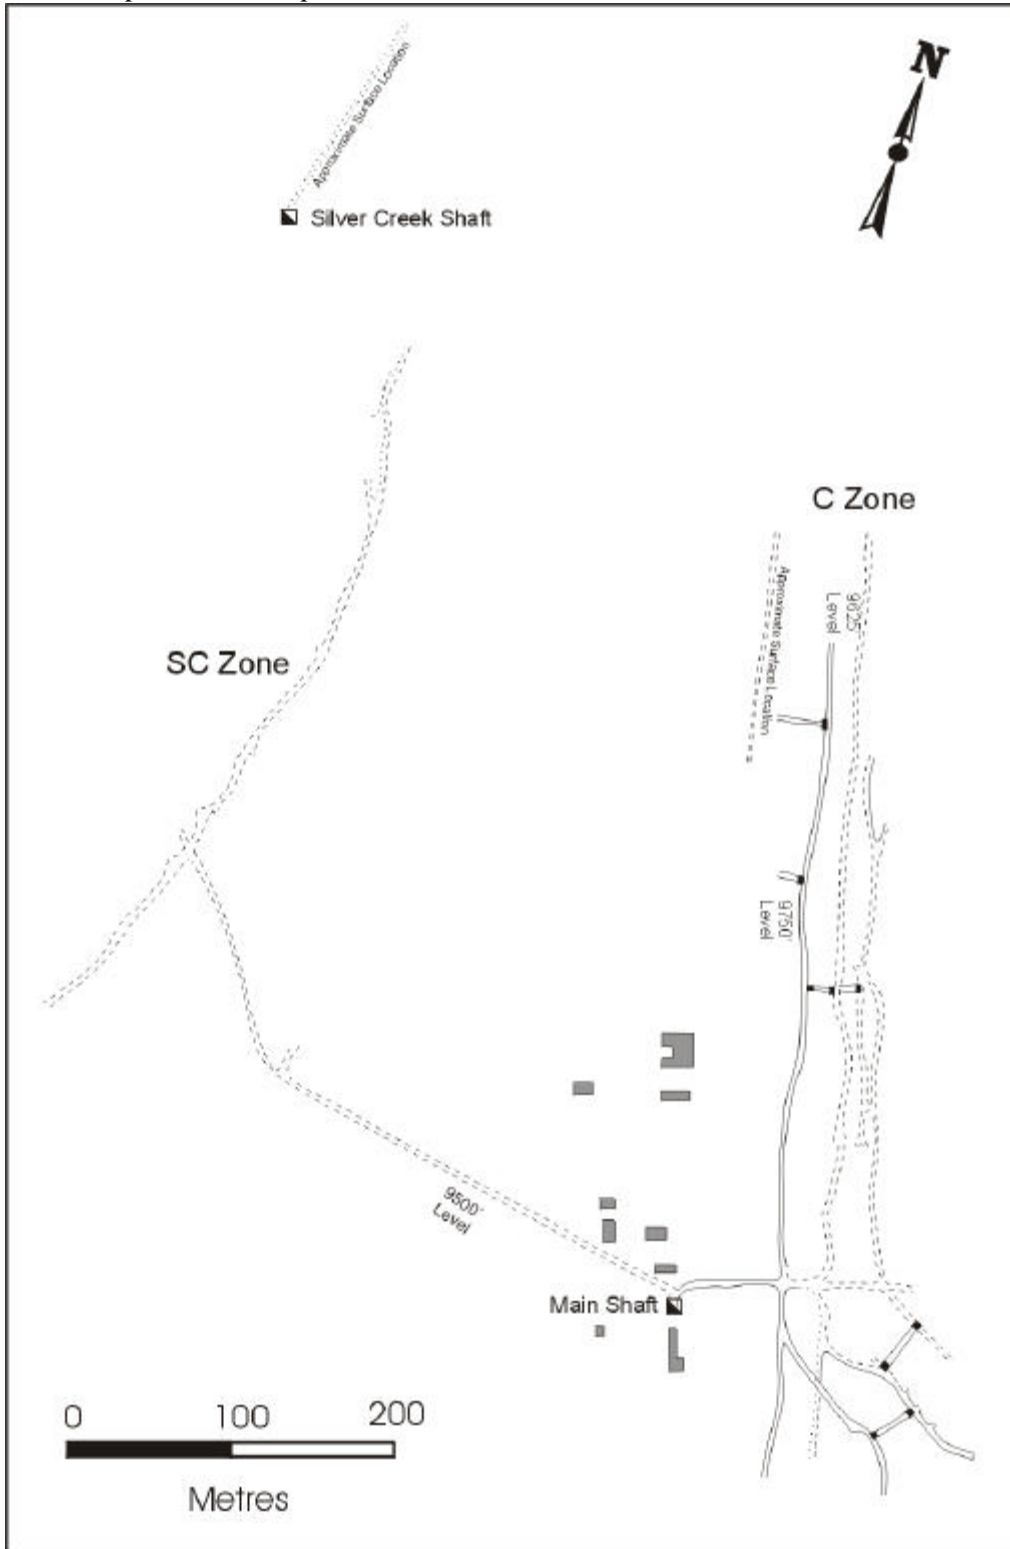 Approximate Surface Location
N
Silver Creek Shaft
C Zone
9625'
Level
Approximate Surface Location
SC Zone
9750'
Level
9500'
Level
Main Shaft
0 100 200
Metres